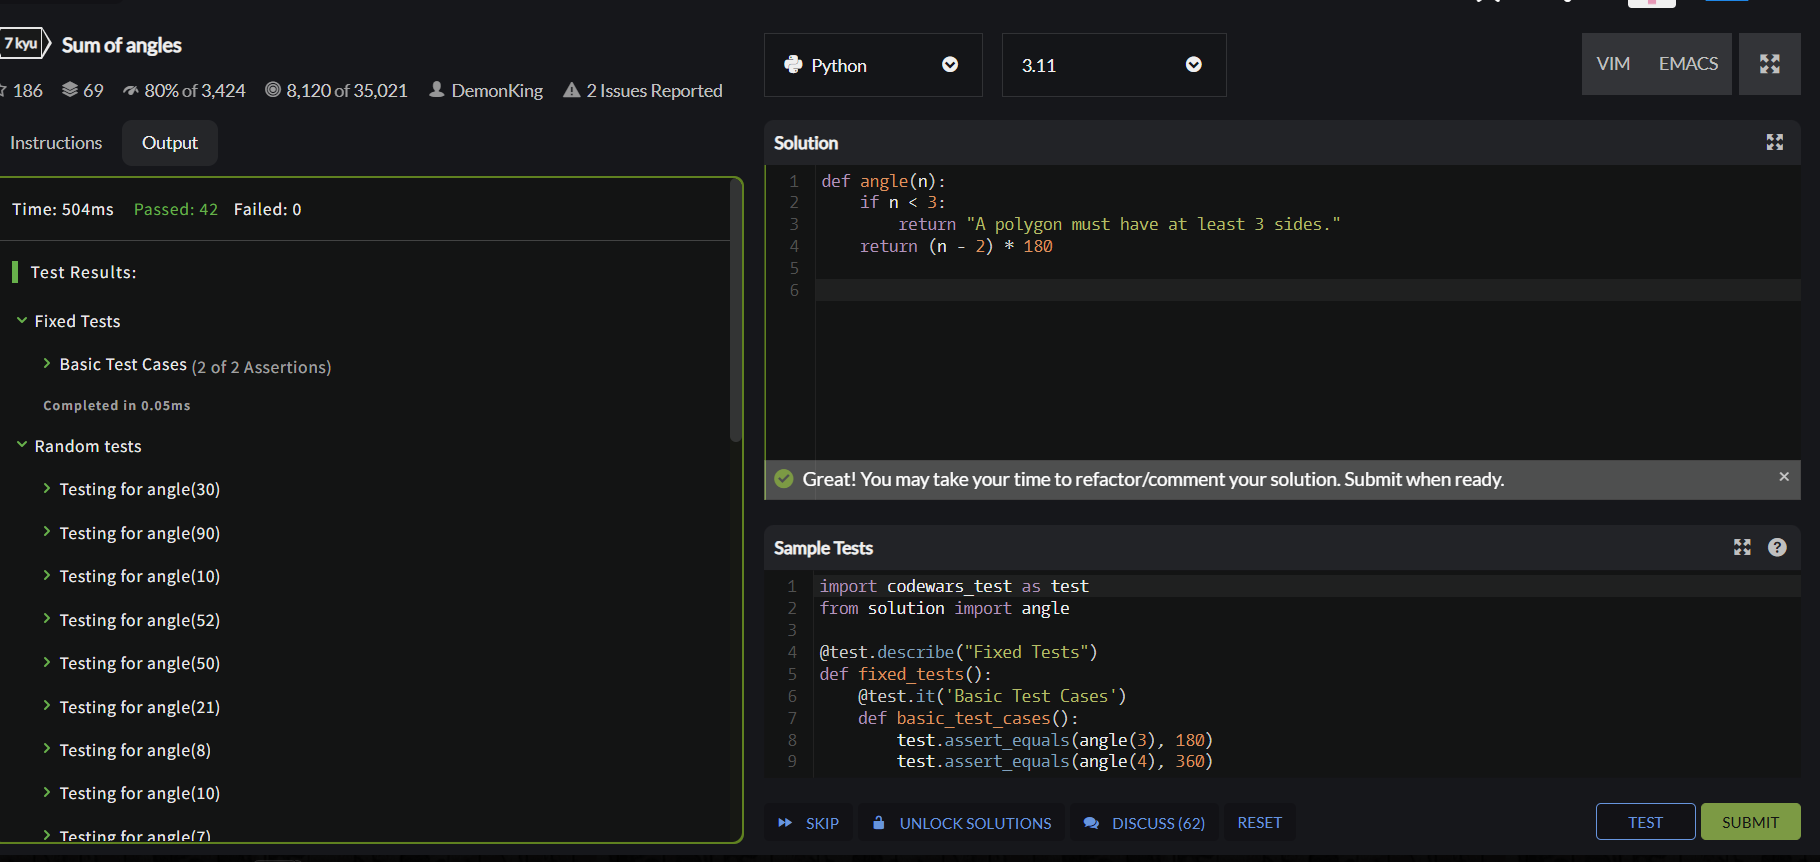 7 kyu
Sum of angles
186 69 80% of 3,424 8,120 of 35,021 DemonKing 2 Issues Reported
Instructions
Output
Time: 504ms Passed: 42 Failed: 0
Test Results:
Fixed Tests
Basic Test Cases (2 of 2 Assertions)
Completed in 0.05ms
Random tests
Testing for angle(30)
Testing for angle(90)
Testing for angle(10)
Testing for angle(52)
Testing for angle(50)
Testing for angle(21)
Testing for angle(8)
Testing for angle(10)
Testing for angle(7)
Python
3.11
VIM EMACS
Solution
1 def angle(n):
2     if n < 3:
3         return "A polygon must have at least 3 sides."
4     return (n - 2) * 180
5
6
Great! You may take your time to refactor/comment your solution. Submit when ready.
Sample Tests
1 import codewars_test as test
2 from solution import angle
3
4 @test.describe("Fixed Tests")
5 def fixed_tests():
6     @test.it('Basic Test Cases')
7     def basic_test_cases():
8         test.assert_equals(angle(3), 180)
9         test.assert_equals(angle(4), 360)
SKIP
UNLOCK SOLUTIONS
DISCUSS (62)
RESET
TEST
SUBMIT